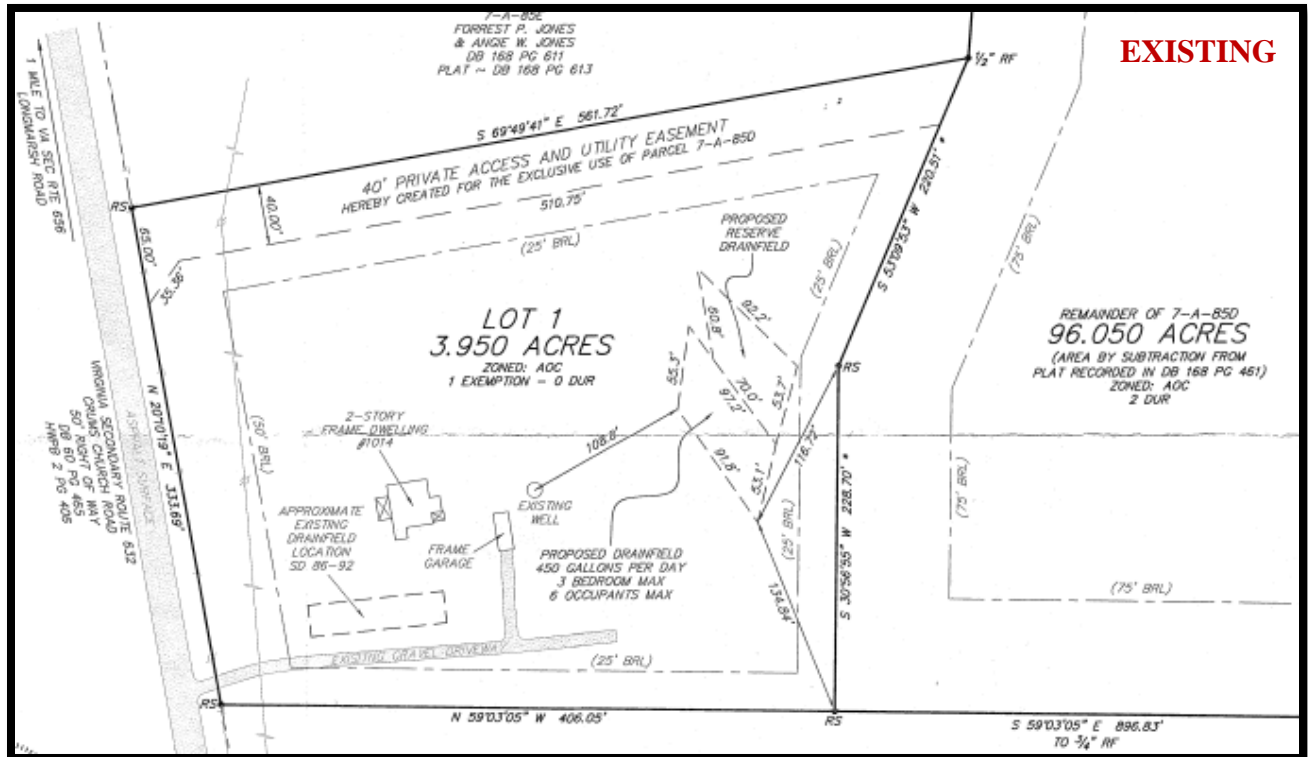 EXISTING
7-A-85E
FORREST P. JONES
& ANGIE W. JONES
DB 168 PG 611
PLAT ~ DB 168 PG 613
1/2" RF
1 MILE TO VA SEC RTE 656
LONGMARSH ROAD
S 69°49'41" E 561.72'
40' PRIVATE ACCESS AND UTILITY EASEMENT
HEREBY CREATED FOR THE EXCLUSIVE USE OF PARCEL 7-A-85D
510.75'
RS
65.00'
40.00'
35.36'
(25' BRL)
PROPOSED
RESERVE
DRAINFIELD
(25' BRL)
S 53°09'53" W 220.51' *
(75' BRL)
LOT 1
3.950 ACRES
ZONED: AOC
1 EXEMPTION - 0 DUR
REMAINDER OF 7-A-85D
96.050 ACRES
(AREA BY SUBTRACTION FROM
PLAT RECORDED IN DB 168 PG 461)
ZONED: AOC
2 DUR
92.2'
50.8'
55.3'
70.0'
97.2'
53.7'
RS
N 20°10'19" E 333.69'
ASPHALT SURFACE
VIRGINIA SECONDARY ROUTE 632
CRUMS CHURCH ROAD
50' RIGHT OF WAY
DB 60 PG 465
HWPB 2 PG 406
(50' BRL)
2-STORY
FRAME DWELLING
#1014
108.8'
91.8'
53.1'
116.72'
EXISTING
WELL
APPROXIMATE
EXISTING
DRAINFIELD
LOCATION
SD 86-92
FRAME
GARAGE
PROPOSED DRAINFIELD
450 GALLONS PER DAY
3 BEDROOM MAX
6 OCCUPANTS MAX
(25' BRL)
134.84'
S 30°56'55" W 228.70' *
(75' BRL)
(75' BRL)
EXISTING GRAVEL DRIVEWAY
(25' BRL)
RS
N 59°03'05" W 406.05'
RS
S 59°03'05" E 896.83'
TO 3/4" RF